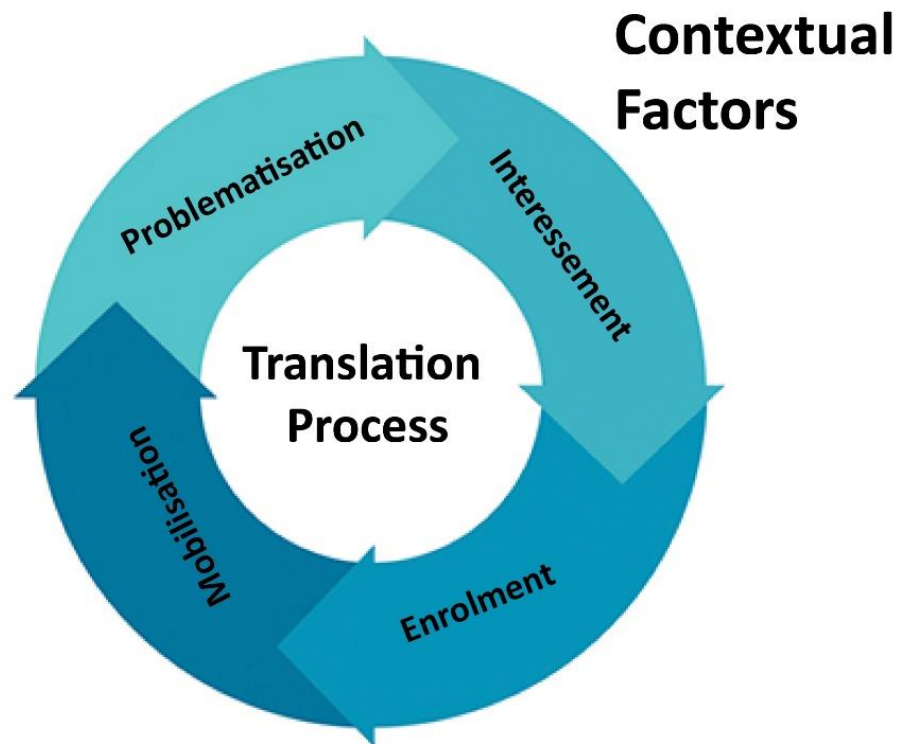 Contextual
Factors
Problematisation
Interessement
Translation
Process
Mobilisation
Enrolment